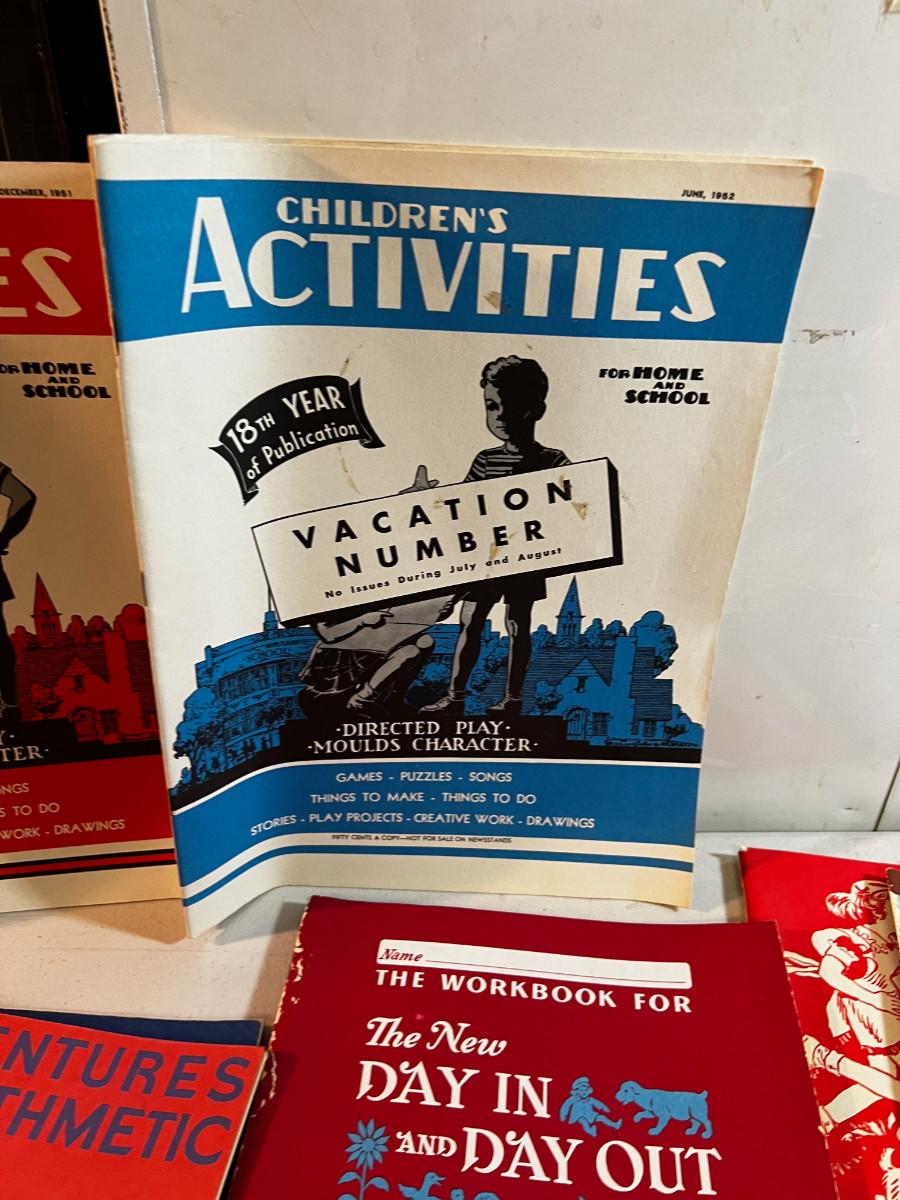 DECEMBER, 1951
ES
FOR HOME
AND
SCHOOL
JUNE, 1952
CHILDREN'S
ACTIVITIES
FOR HOME
AND
SCHOOL
18TH YEAR
of Publication
VACATION
NUMBER
No Issues During July and August
SCHOOL
·DIRECTED PLAY·
·MOULDS CHARACTER·
GAMES - PUZZLES - SONGS
THINGS TO MAKE - THINGS TO DO
STORIES - PLAY PROJECTS - CREATIVE WORK - DRAWINGS
FIFTY CENTS A COPY—NOT FOR SALE ON NEWSSTANDS
Y·
TER·
NGS
S TO DO
WORK - DRAWINGS
Name
THE WORKBOOK FOR
The New
DAY IN
AND DAY OUT
ENTURES
THMETIC